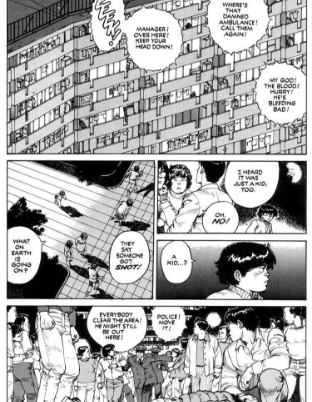 MANAGER!
OVER HERE!
KEEP YOUR
HEAD DOWN!
WHERE'S
THAT
DAMNED
AMBULANCE!
CALL THEM
AGAIN!
MY GOD!
THE BLOOD!
HURRY!
HE'S
BLEEDING
BAD!
WHAT
ON
EARTH
IS
GOING
ON?
THEY
SAY
SOMEONE
GOT
SHOT!
I HEARD
IT WAS
JUST A KID,
TOO.
OH,
NO!
A
KID...?
EVERYBODY
CLEAR THE AREA!
HE MIGHT STILL
BE OUT
HERE!
POLICE!
MOVE
IT!